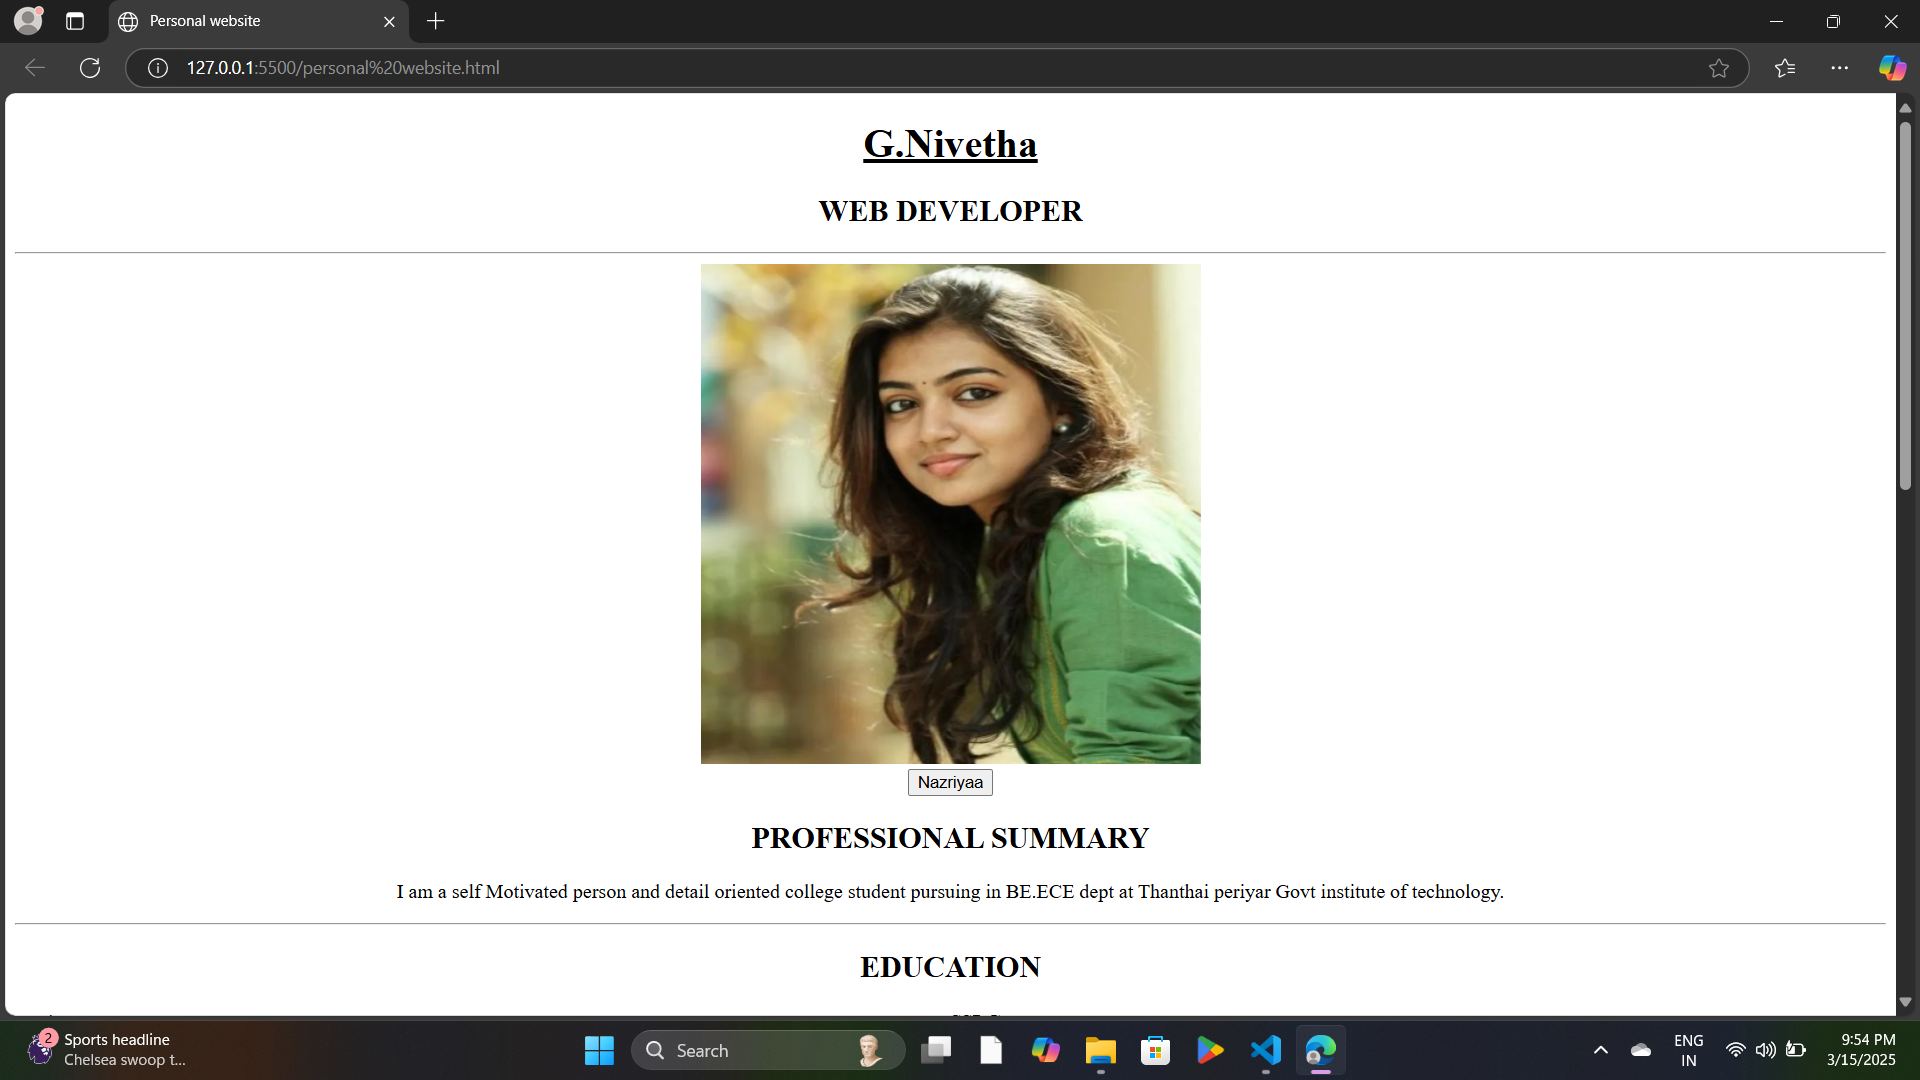 Personal website
127.0.0.1:5500/personal%20website.html
G.Nivetha
WEB DEVELOPER
Nazriyaa
PROFESSIONAL SUMMARY
I am a self Motivated person and detail oriented college student pursuing in BE.ECE dept at Thanthai periyar Govt institute of technology.
EDUCATION
2
Sports headline
Chelsea swoop t...
Search
ENG
IN
9:54 PM
3/15/2025